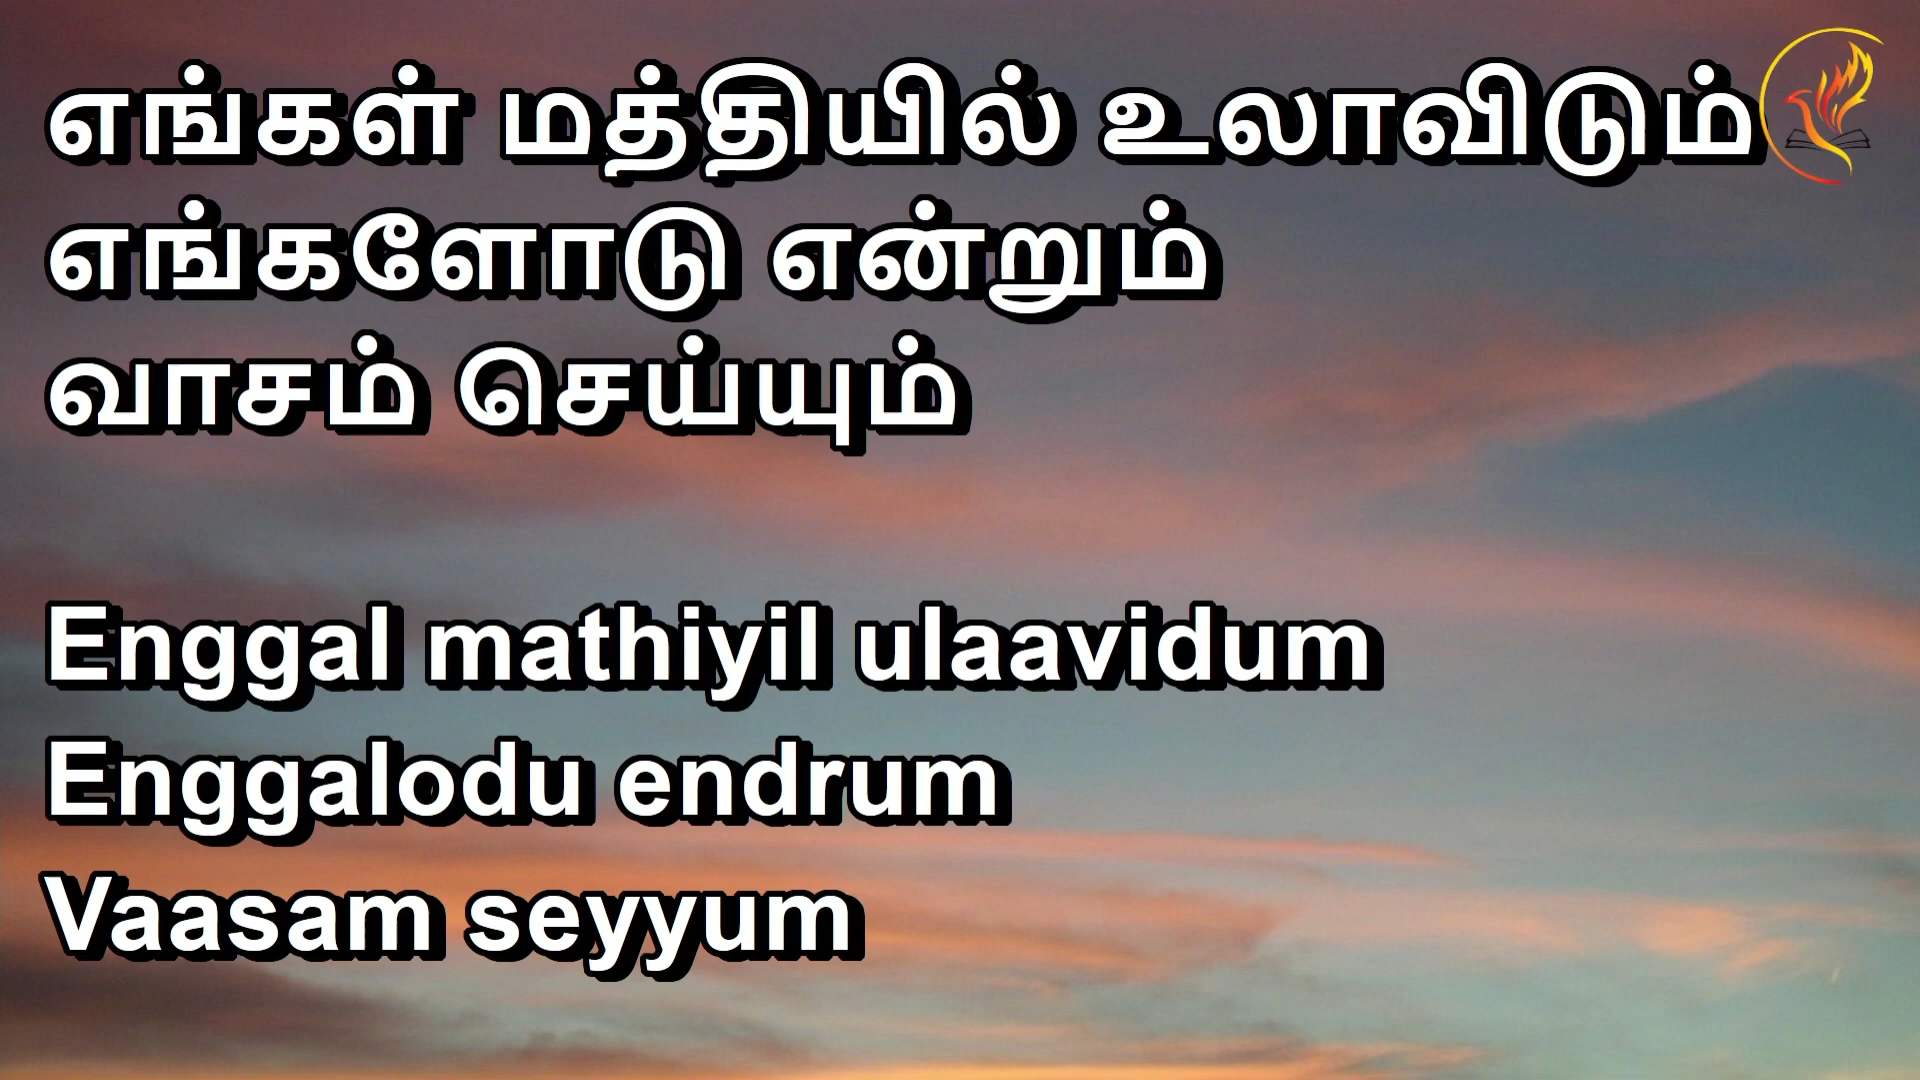 எங்கள் மத்தியில் உலாவிடும்
எங்களோடு என்றும்
வாசம் செய்யும்
Enggal mathiyil ulaavidum
Enggalodu endrum
Vaasam seyyum